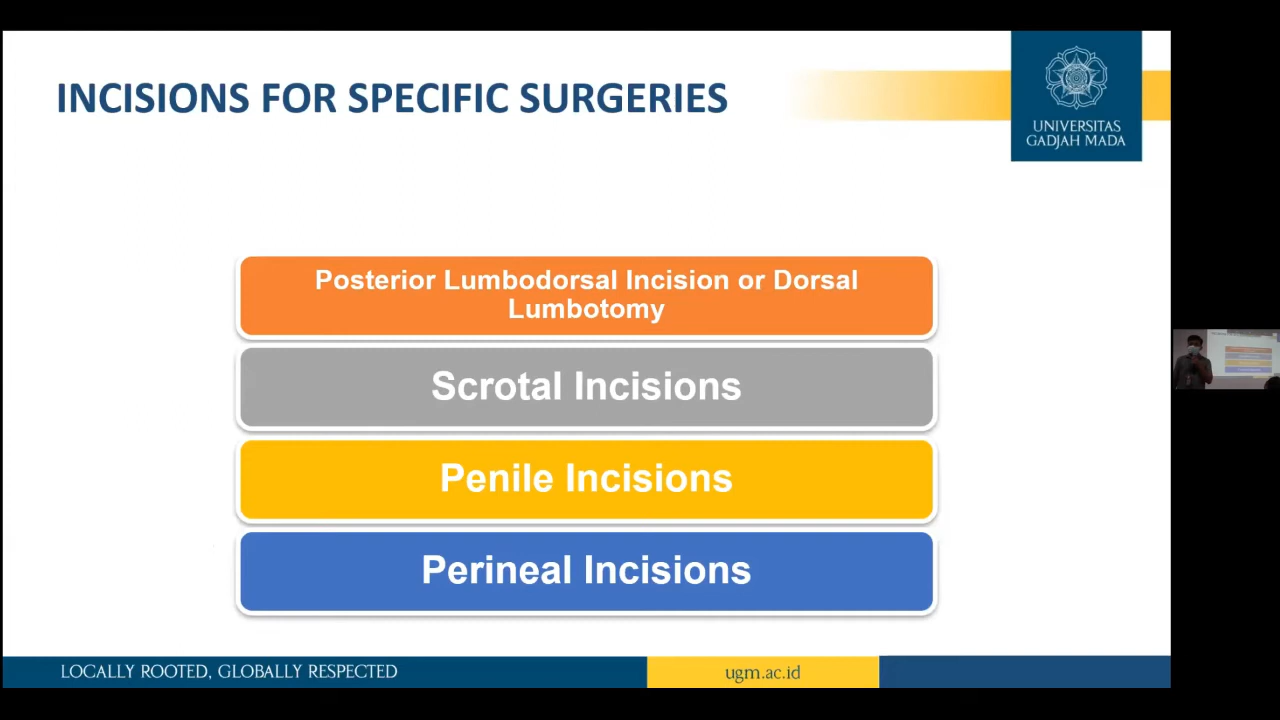 INCISIONS FOR SPECIFIC SURGERIES
UNIVERSITAS
GADJAH MADA
Posterior Lumbodorsal Incision or Dorsal
Lumbotomy
Scrotal Incisions
Penile Incisions
Perineal Incisions
LOCALLY ROOTED, GLOBALLY RESPECTED
ugm.ac.id